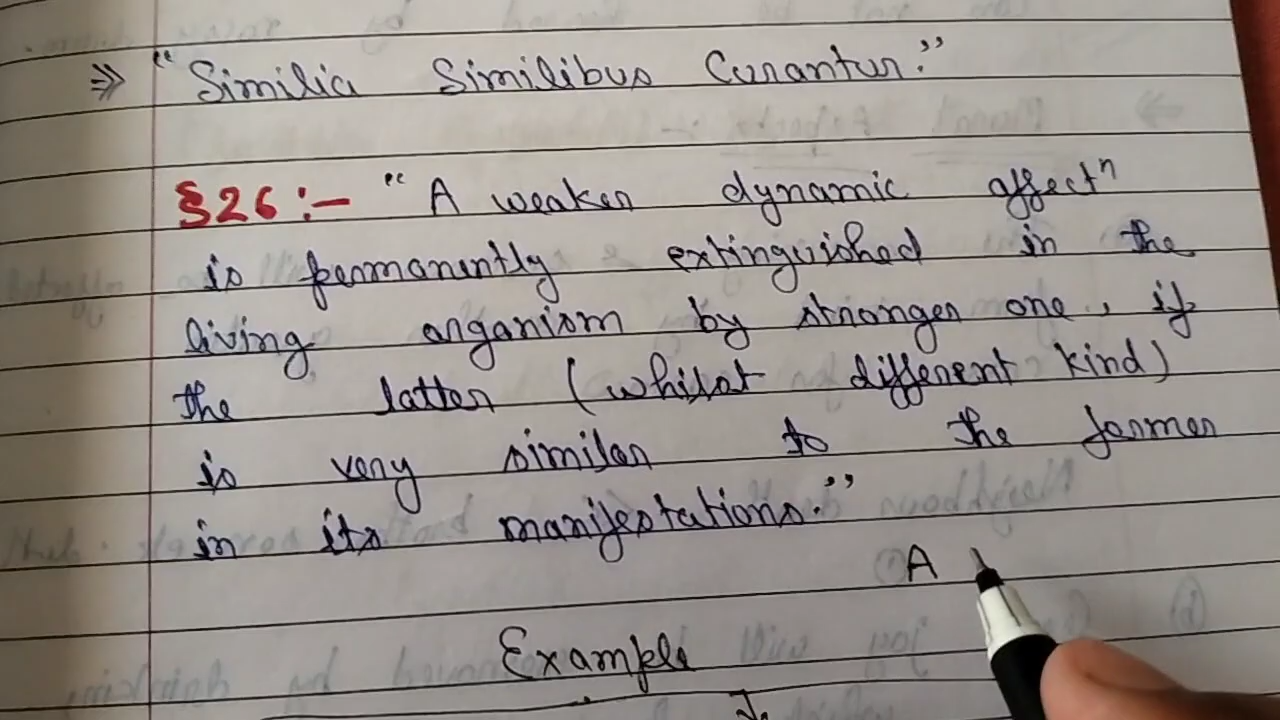 ⇒ "Similia Similibus Curantur."
§26:- "A weaker dynamic affectⁿ
is permanently extinguished in the
living organism by stronger one, if
the latter (whilst different kind)
is very similar to the former
in its manifestations."
A
Example